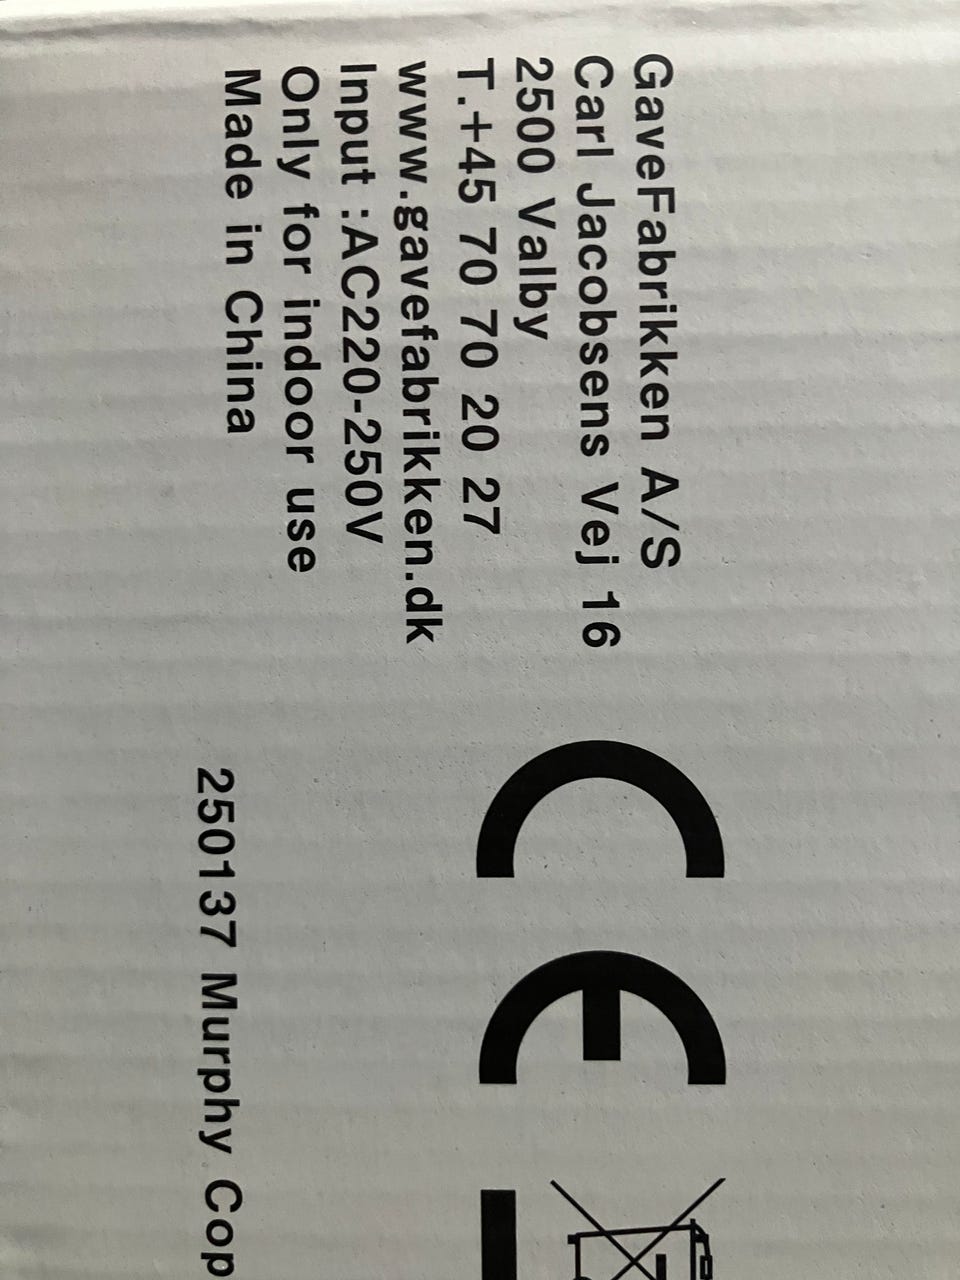 GaveFabrikken A/S
Carl Jacobsens Vej 16
2500 Valby
T.+45 70 70 20 27
www.gavefabrikken.dk
Input :AC220-250V
Only for indoor use
Made in China
CE
250137 Murphy Cop